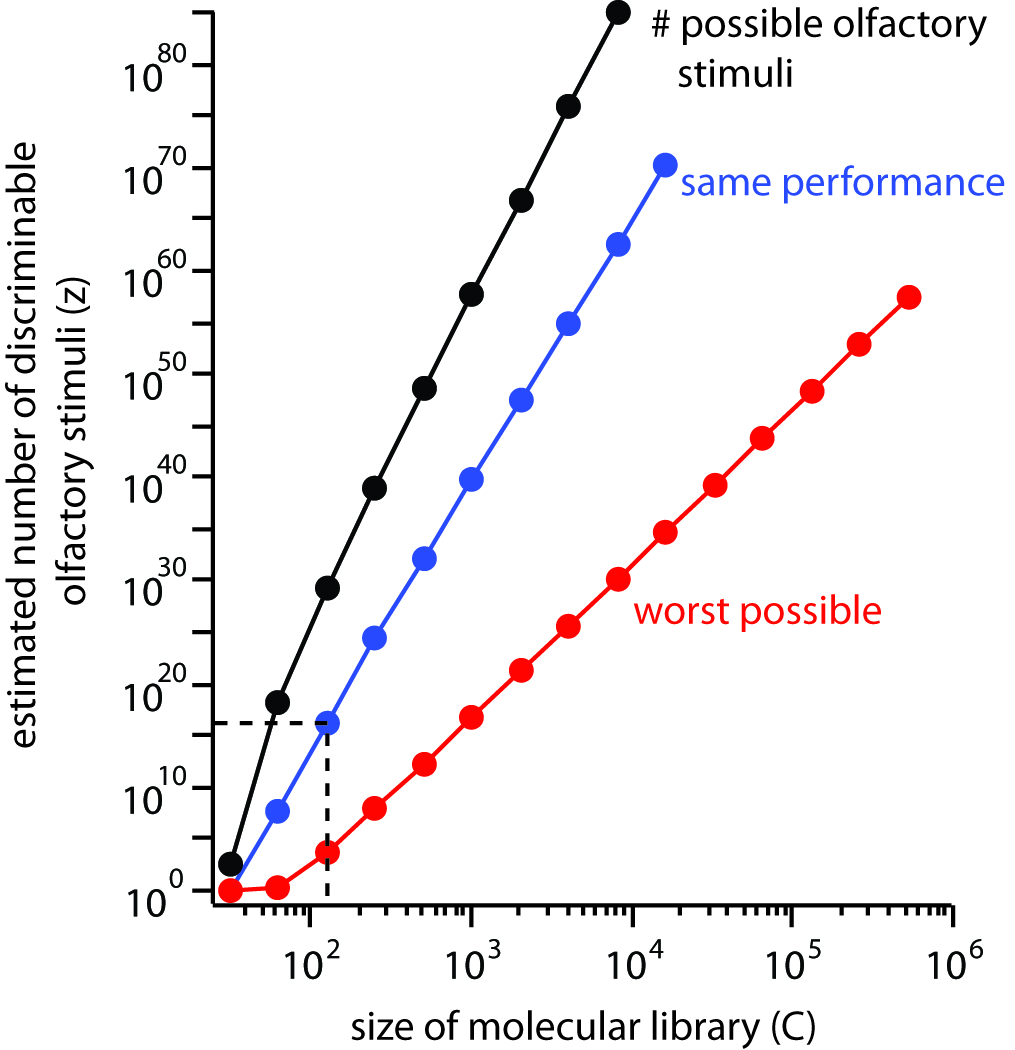 # possible olfactory
stimuli
same performance
worst possible
estimated number of discriminable
olfactory stimuli (z)
10^80
10^70
10^60
10^50
10^40
10^30
10^20
10^10
10^0
10^2
10^3
10^4
10^5
10^6
size of molecular library (C)